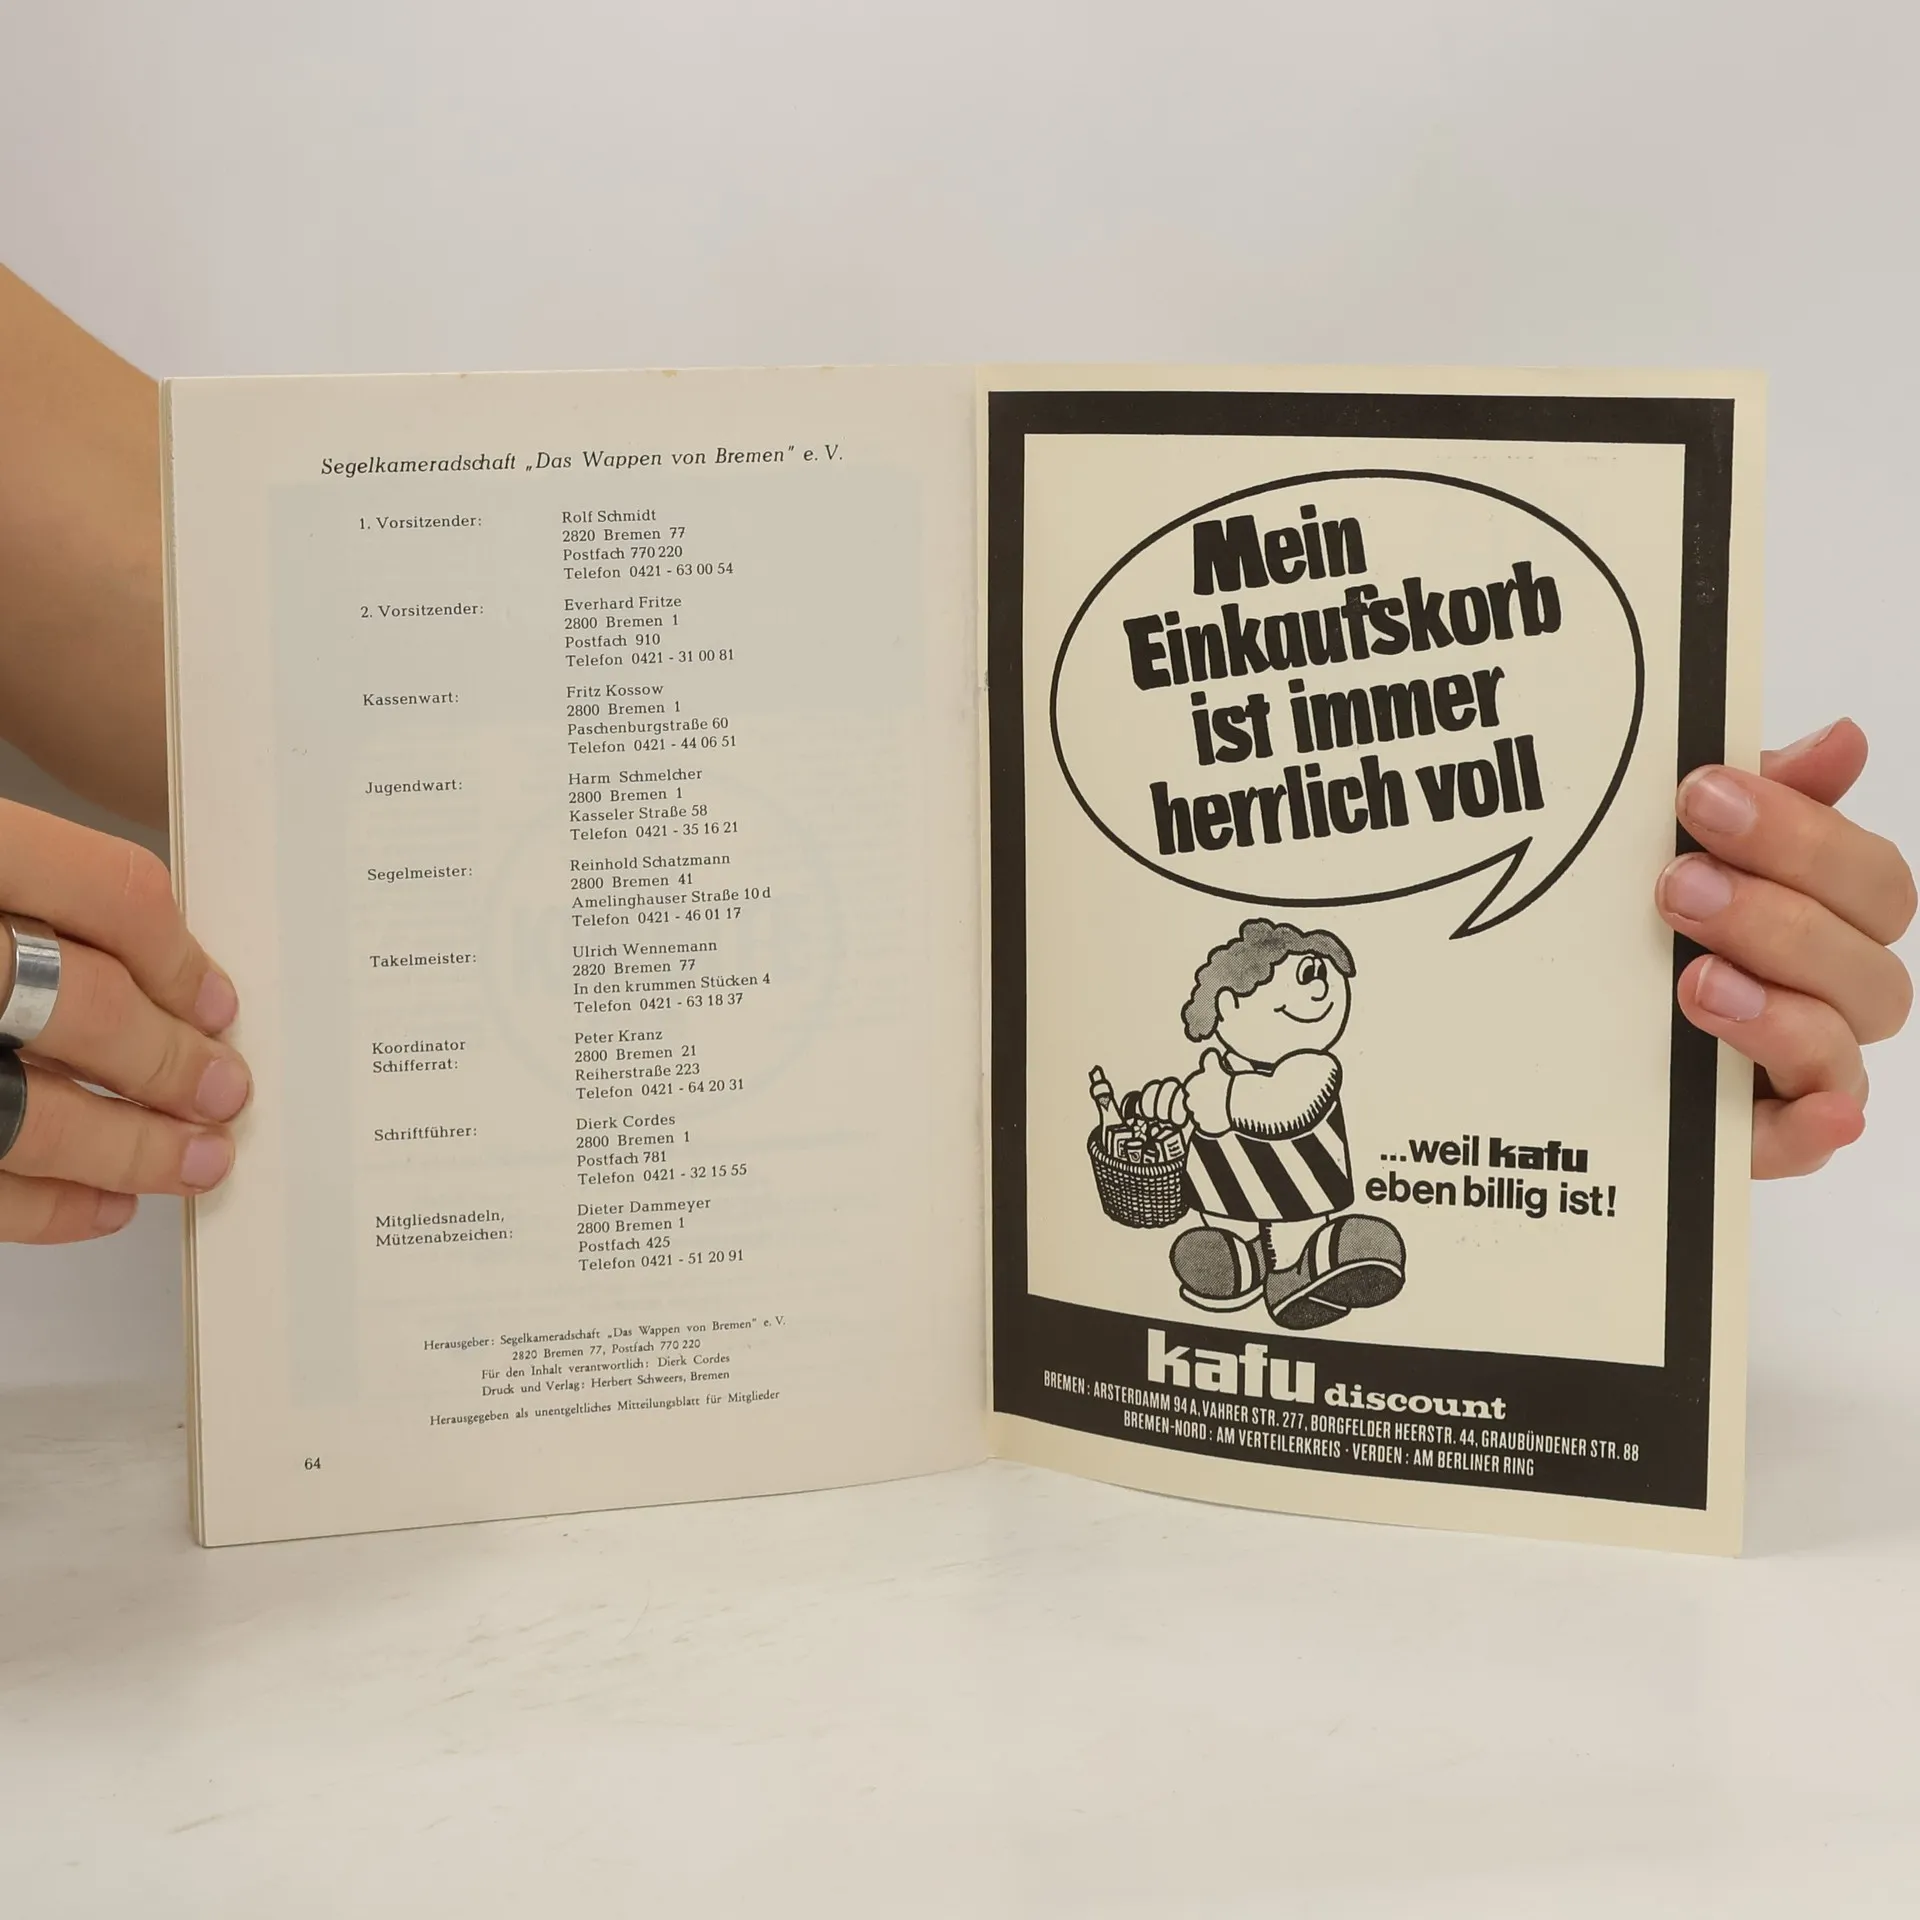 Segelkameradschaft „Das Wappen von Bremen" e. V.
1. Vorsitzender:
Rolf Schmidt
2820 Bremen 77
Postfach 770 220
Telefon 0421 - 63 00 54
2. Vorsitzender:
Everhard Fritze
2800 Bremen 1
Postfach 910
Telefon 0421 - 31 00 81
Kassenwart:
Fritz Kossow
2800 Bremen 1
Paschenburgstraße 60
Telefon 0421 - 44 06 51
Jugendwart:
Harm Schmelcher
2800 Bremen 1
Kasseler Straße 58
Telefon 0421 - 35 16 21
Segelmeister:
Reinhold Schatzmann
2800 Bremen 41
Amelinghauser Straße 10 d
Telefon 0421 - 46 01 17
Takelmeister:
Ulrich Wennemann
2820 Bremen 77
In den krummen Stücken 4
Telefon 0421 - 63 18 37
Koordinator
Schifferrat:
Peter Kranz
2800 Bremen 21
Reiherstraße 223
Telefon 0421 - 64 20 31
Schriftführer:
Dierk Cordes
2800 Bremen 1
Postfach 781
Telefon 0421 - 32 15 55
Mitgliedsnadeln,
Mützenabzeichen:
Dieter Dammeyer
2800 Bremen 1
Postfach 425
Telefon 0421 - 51 20 91
Herausgeber: Segelkameradschaft „Das Wappen von Bremen" e. V.
2820 Bremen 77, Postfach 770 220
Für den Inhalt verantwortlich: Dierk Cordes
Druck und Verlag: Herbert Schweers, Bremen
Herausgegeben als unentgeltliches Mitteilungsblatt für Mitglieder
64
Mein
Einkaufskorb
ist immer
herrlich voll
...weil kafu
eben billig ist!
kafu discount
BREMEN: ARSTERDAMM 94 A, VAHRER STR. 277, BORGFELDER HEERSTR. 44, GRAUBÜNDENER STR. 88
BREMEN-NORD: AM VERTEILERKREIS · VERDEN: AM BERLINER RING